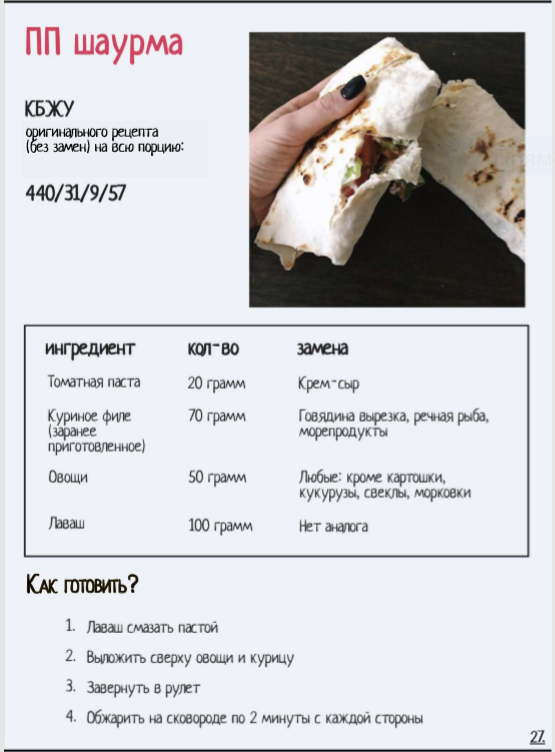 ПП шаурма
КБЖУ
оригинального рецепта
(без замен) на всю порцию:
440/31/9/57
ингредиент кол-во замена
Томатная паста 20 грамм Крем-сыр
Куриное филе 70 грамм Говядина вырезка, речная рыба,
(заранее морепродукты
приготовленное)
Овощи 50 грамм Любые: кроме картошки,
кукурузы, свеклы, морковки
Лаваш 100 грамм Нет аналога
Как готовить?
1. Лаваш смазать пастой
2. Выложить сверху овощи и курицу
3. Завернуть в рулет
4. Обжарить на сковороде по 2 минуты с каждой стороны
27.